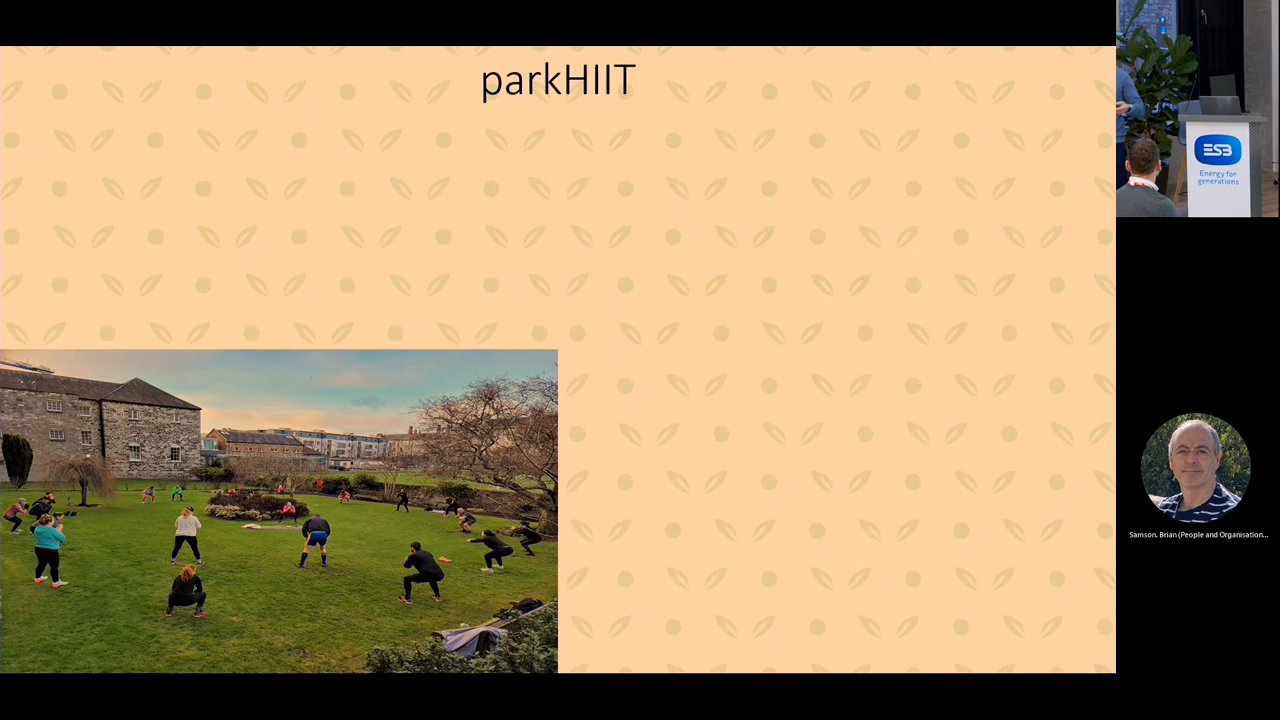 parkHIIT
ESB
Energy for
generations
Samson. Brian (People and Organisation...